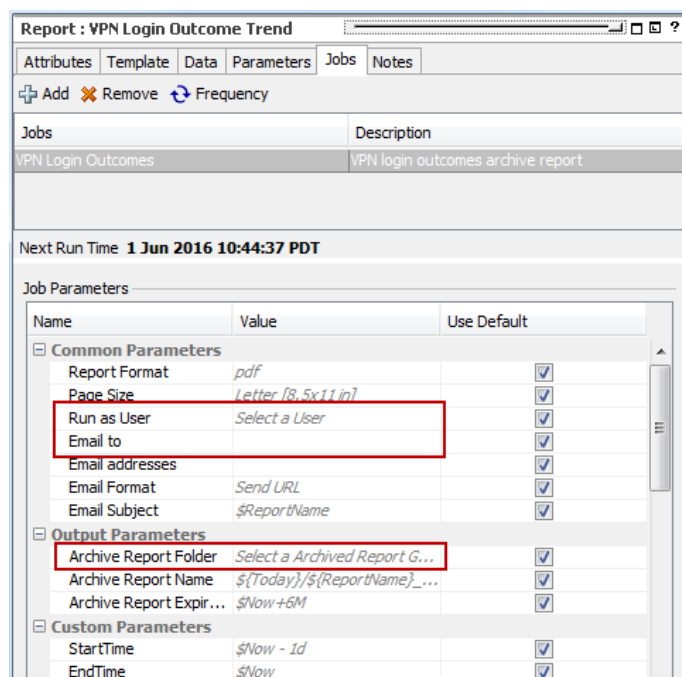 Report : VPN Login Outcome Trend ?
Attributes Template Data Parameters Jobs Notes
Add Remove Frequency
Jobs Description
VPN Login Outcomes VPN login outcomes archive report
Next Run Time 1 Jun 2016 10:44:37 PDT
Job Parameters
Name Value Use Default
Common Parameters
Report Format pdf
Page Size Letter [8.5x11 in]
Run as User Select a User
Email to
Email addresses
Email Format Send URL
Email Subject $ReportName
Output Parameters
Archive Report Folder Select a Archived Report G...
Archive Report Name ${Today}/${ReportName}_...
Archive Report Expir... $Now+6M
Custom Parameters
StartTime $Now - 1d
EndTime $Now